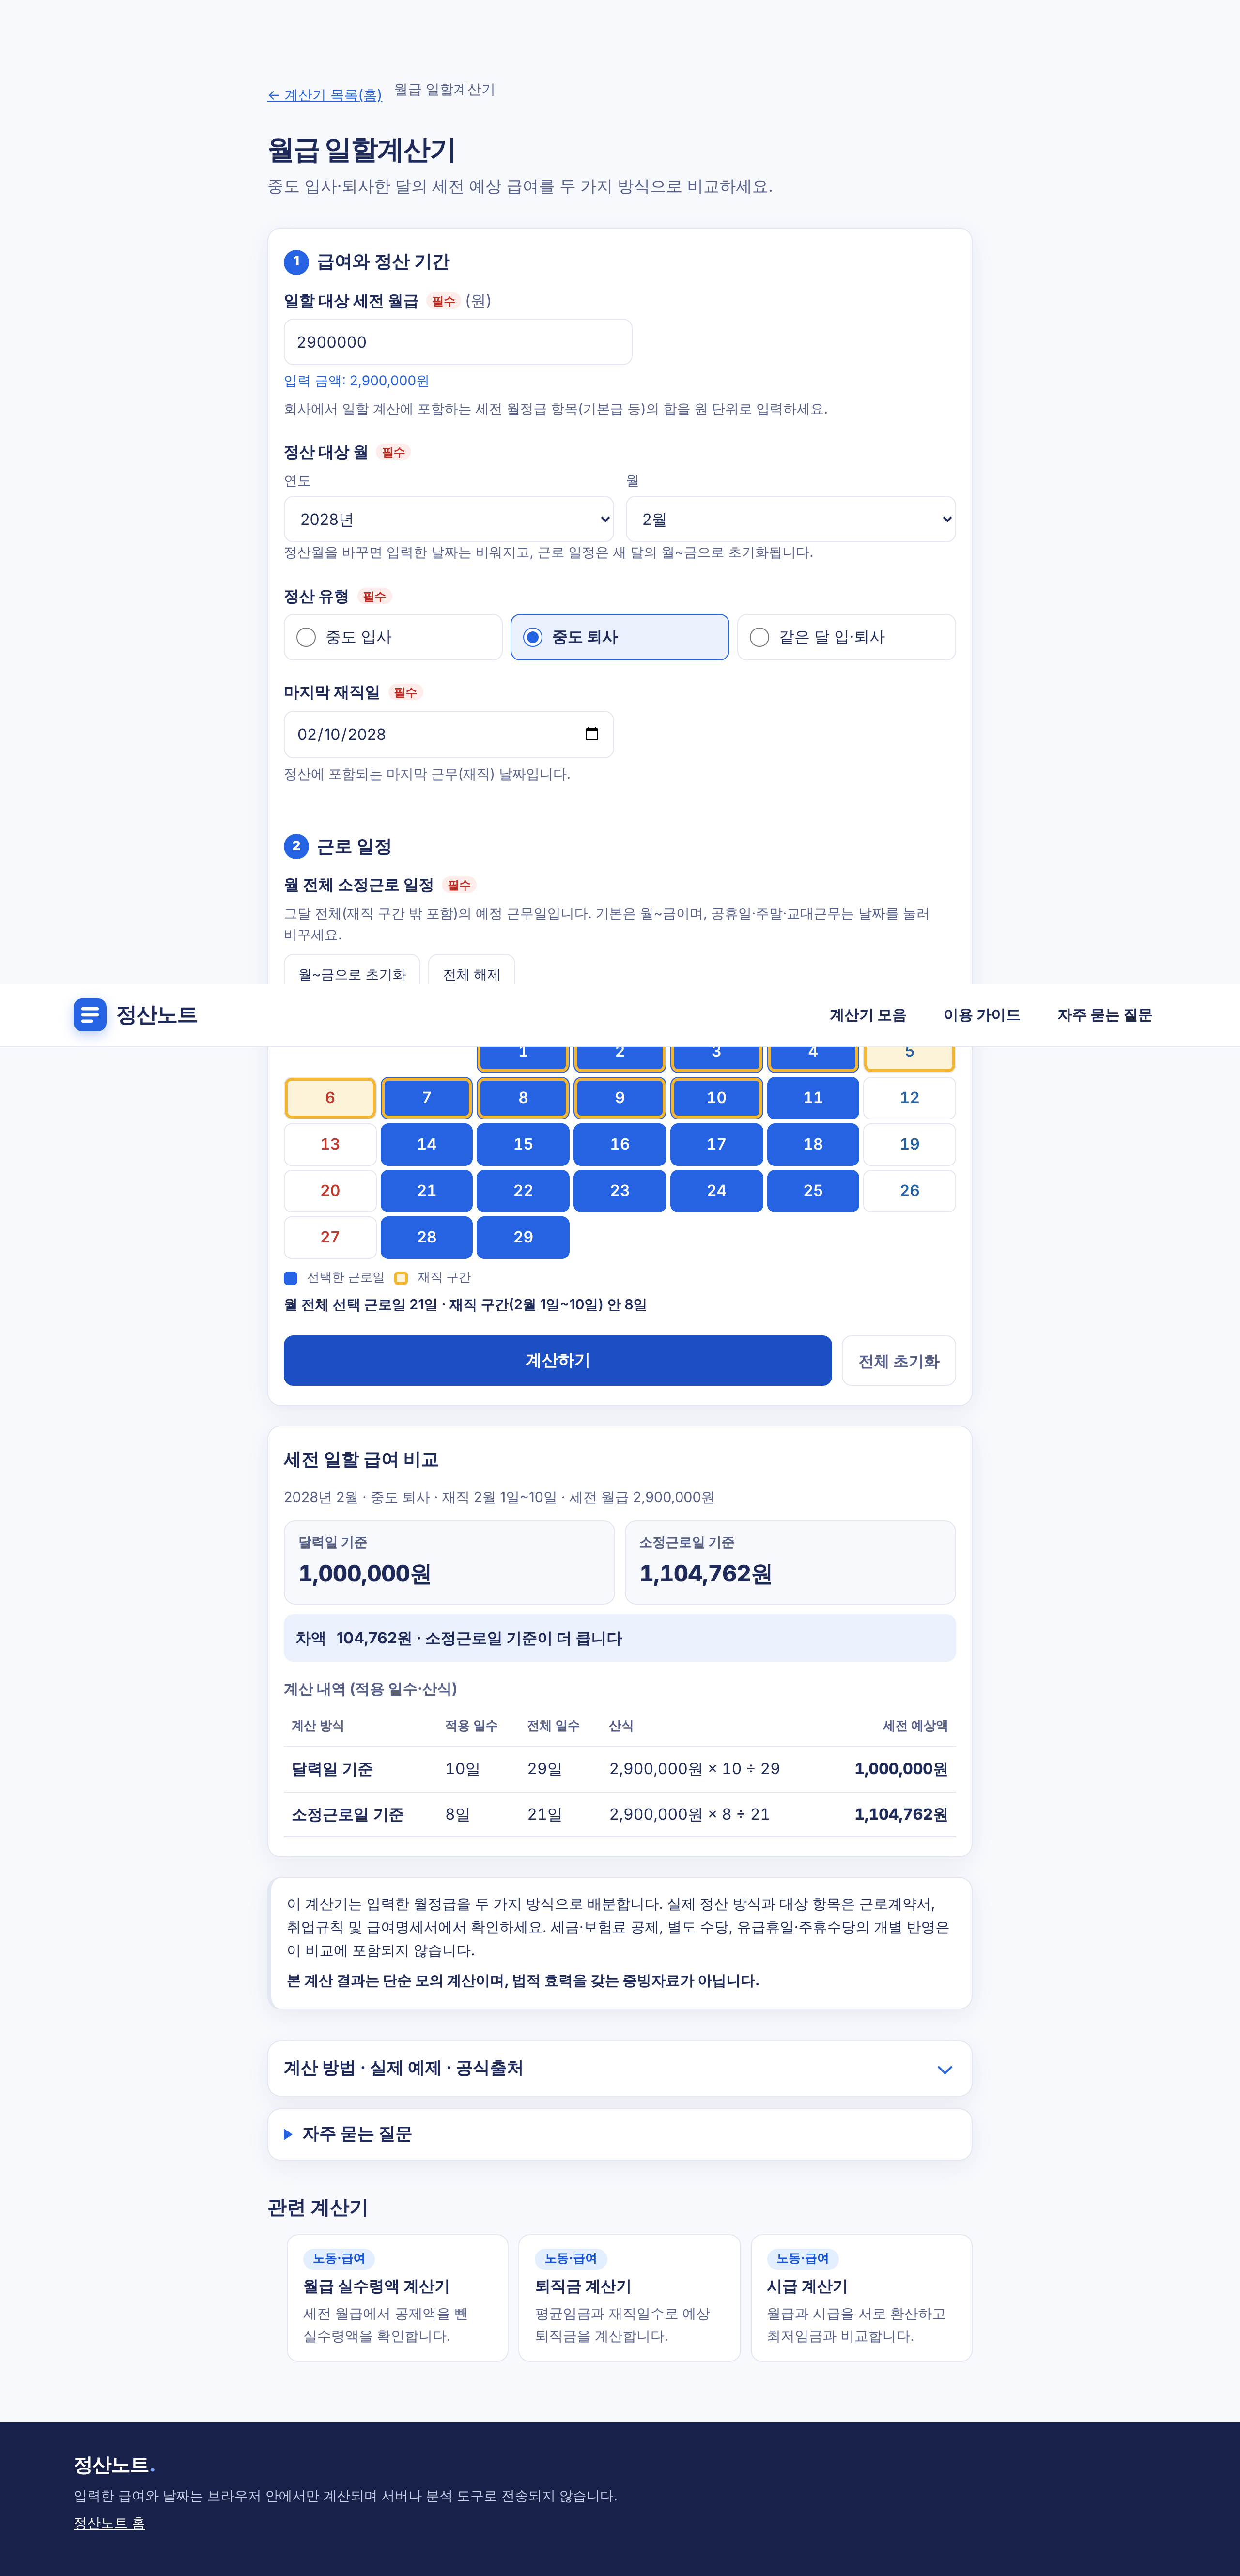 ← 계산기 목록(홈) 월급 일할계산기
월급 일할계산기
중도 입사·퇴사한 달의 세전 예상 급여를 두 가지 방식으로 비교하세요.
1 급여와 정산 기간
일할 대상 세전 월급 필수 (원)
2900000
입력 금액: 2,900,000원
회사에서 일할 계산에 포함하는 세전 월정급 항목(기본급 등)의 합을 원 단위로 입력하세요.
정산 대상 월 필수
연도 월
2028년 2월
정산월을 바꾸면 입력한 날짜는 비워지고, 근로 일정은 새 달의 월~금으로 초기화됩니다.
정산 유형 필수
중도 입사 중도 퇴사 같은 달 입·퇴사
마지막 재직일 필수
02/10/2028
정산에 포함되는 마지막 근무(재직) 날짜입니다.
2 근로 일정
월 전체 소정근로 일정 필수
그달 전체(재직 구간 밖 포함)의 예정 근무일입니다. 기본은 월~금이며, 공휴일·주말·교대근무는 날짜를 눌러
바꾸세요.
월~금으로 초기화 전체 해제
정산노트 계산기 모음 이용 가이드 자주 묻는 질문
1 2 3 4 5
6 7 8 9 10 11 12
13 14 15 16 17 18 19
20 21 22 23 24 25 26
27 28 29
선택한 근로일 재직 구간
월 전체 선택 근로일 21일 · 재직 구간(2월 1일~10일) 안 8일
계산하기 전체 초기화
세전 일할 급여 비교
2028년 2월 · 중도 퇴사 · 재직 2월 1일~10일 · 세전 월급 2,900,000원
달력일 기준 소정근로일 기준
1,000,000원 1,104,762원
차액 104,762원 · 소정근로일 기준이 더 큽니다
계산 내역 (적용 일수·산식)
계산 방식 적용 일수 전체 일수 산식 세전 예상액
달력일 기준 10일 29일 2,900,000원 × 10 ÷ 29 1,000,000원
소정근로일 기준 8일 21일 2,900,000원 × 8 ÷ 21 1,104,762원
이 계산기는 입력한 월정급을 두 가지 방식으로 배분합니다. 실제 정산 방식과 대상 항목은 근로계약서,
취업규칙 및 급여명세서에서 확인하세요. 세금·보험료 공제, 별도 수당, 유급휴일·주휴수당의 개별 반영은
이 비교에 포함되지 않습니다.
본 계산 결과는 단순 모의 계산이며, 법적 효력을 갖는 증빙자료가 아닙니다.
계산 방법 · 실제 예제 · 공식출처
자주 묻는 질문
관련 계산기
노동·급여 노동·급여 노동·급여
월급 실수령액 계산기 퇴직금 계산기 시급 계산기
세전 월급에서 공제액을 뺀 평균임금과 재직일수로 예상 월급과 시급을 서로 환산하고
실수령액을 확인합니다. 퇴직금을 계산합니다. 최저임금과 비교합니다.
정산노트.
입력한 급여와 날짜는 브라우저 안에서만 계산되며 서버나 분석 도구로 전송되지 않습니다.
정산노트 홈